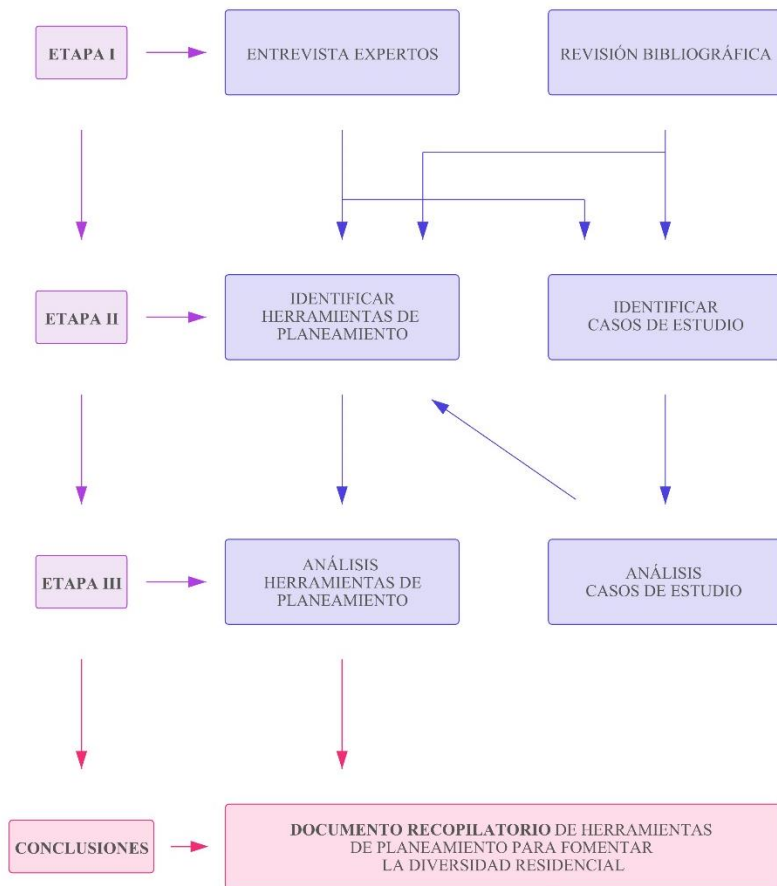 ETAPA I
ENTREVISTA EXPERTOS
REVISIÓN BIBLIOGRÁFICA
ETAPA II
IDENTIFICAR
HERRAMIENTAS DE
PLANEAMIENTO
IDENTIFICAR
CASOS DE ESTUDIO
ETAPA III
ANÁLISIS
HERRAMIENTAS DE
PLANEAMIENTO
ANÁLISIS
CASOS DE ESTUDIO
CONCLUSIONES
DOCUMENTO RECOPILATORIO DE HERRAMIENTAS
DE PLANEAMIENTO PARA FOMENTAR
LA DIVERSIDAD RESIDENCIAL